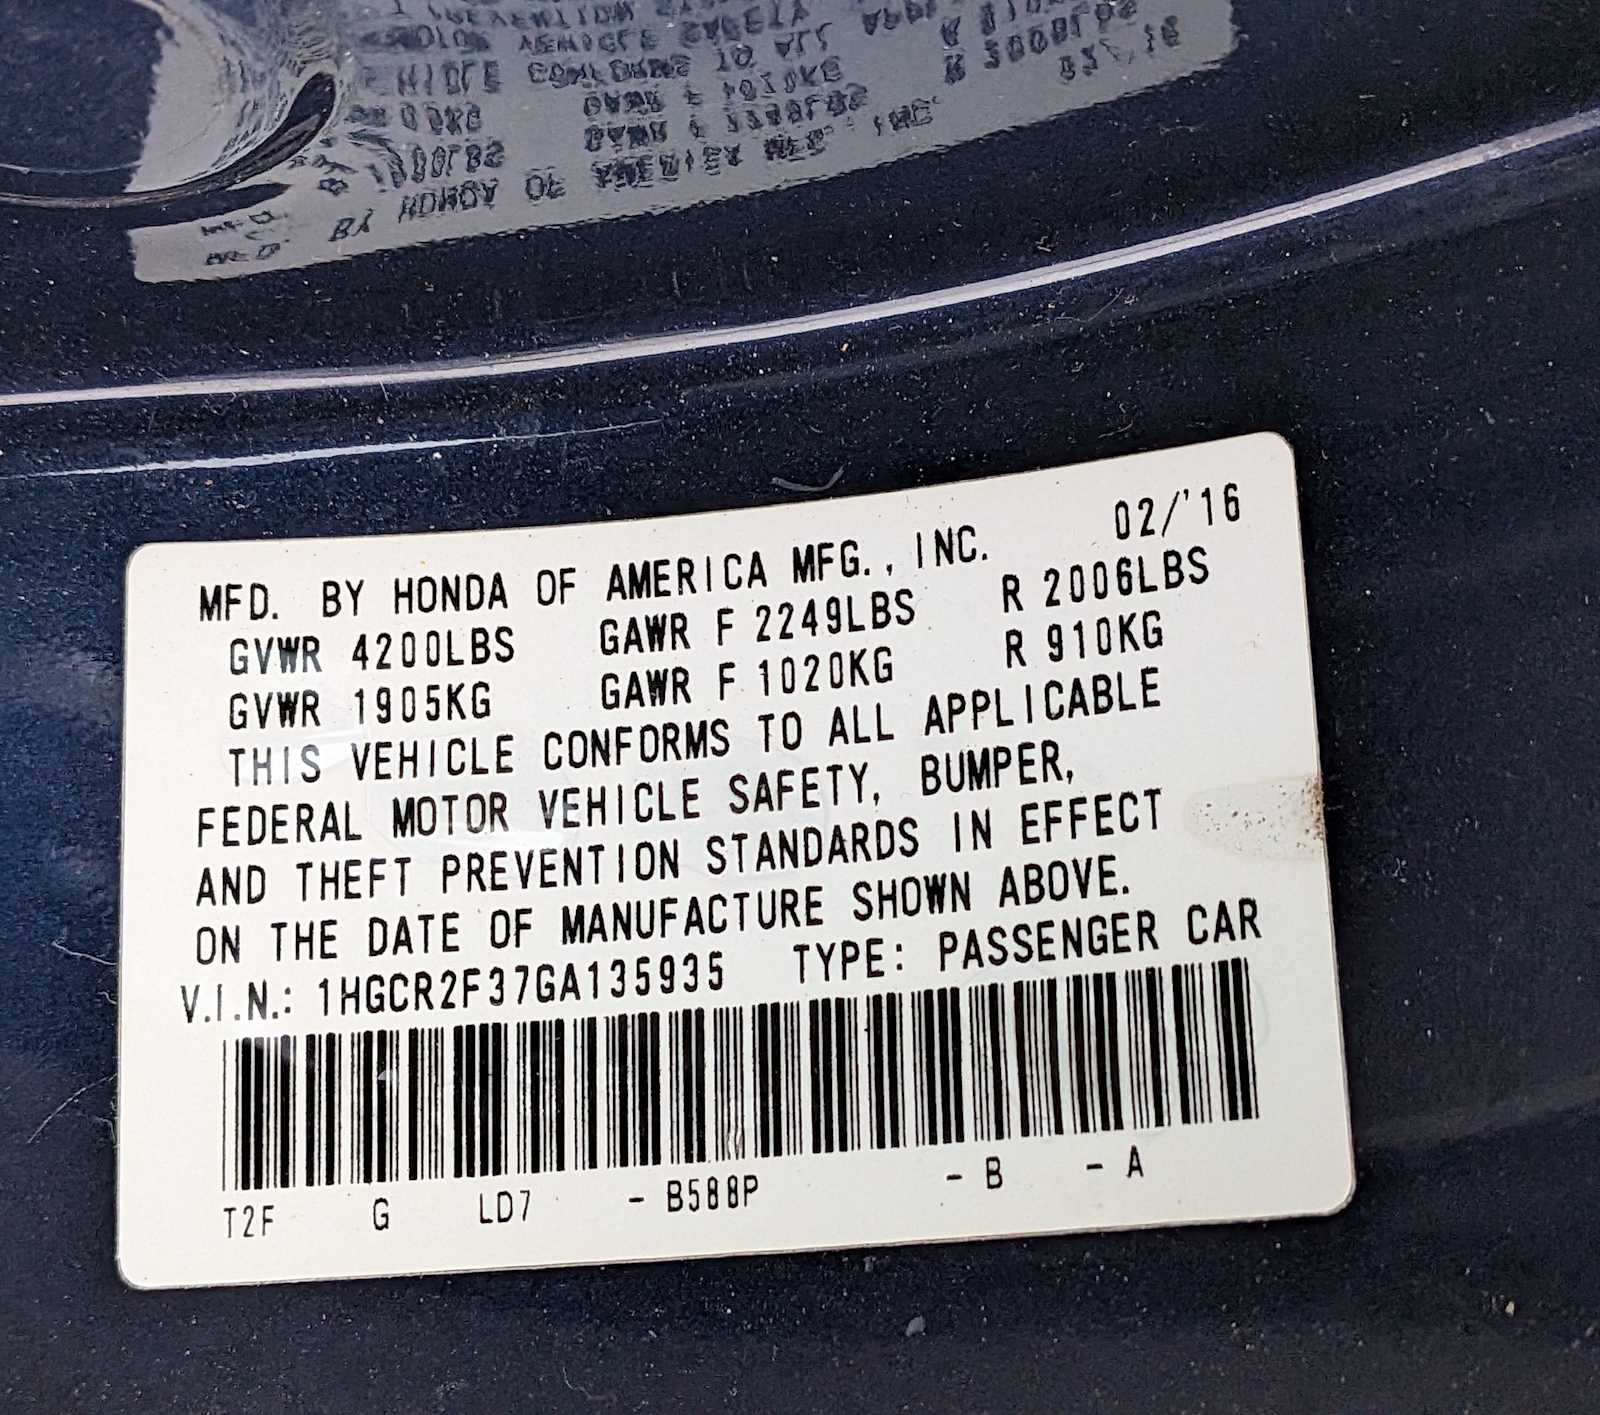 MFD. BY HONDA OF AMERICA MFG., INC. 02/'16
GVWR 4200LBS GAWR F 2249LBS R 2006LBS
GVWR 1905KG GAWR F 1020KG R 910KG
THIS VEHICLE CONFORMS TO ALL APPLICABLE
FEDERAL MOTOR VEHICLE SAFETY, BUMPER,
AND THEFT PREVENTION STANDARDS IN EFFECT
ON THE DATE OF MANUFACTURE SHOWN ABOVE.
V.I.N.: 1HGCR2F37GA135935 TYPE: PASSENGER CAR
T2F G LD7 - B588P - B - A